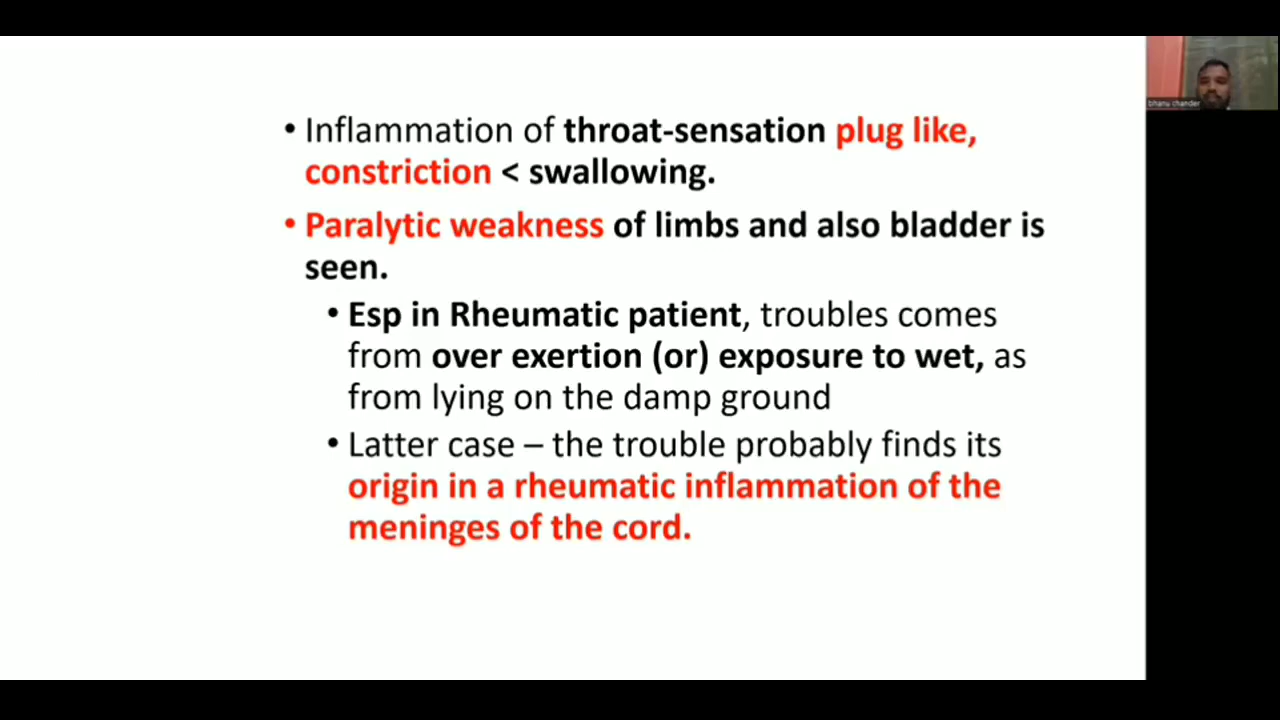 • Inflammation of throat-sensation plug like,
constriction < swallowing.
• Paralytic weakness of limbs and also bladder is
seen.
• Esp in Rheumatic patient, troubles comes
from over exertion (or) exposure to wet, as
from lying on the damp ground
• Latter case – the trouble probably finds its
origin in a rheumatic inflammation of the
meninges of the cord.
bhanu chander